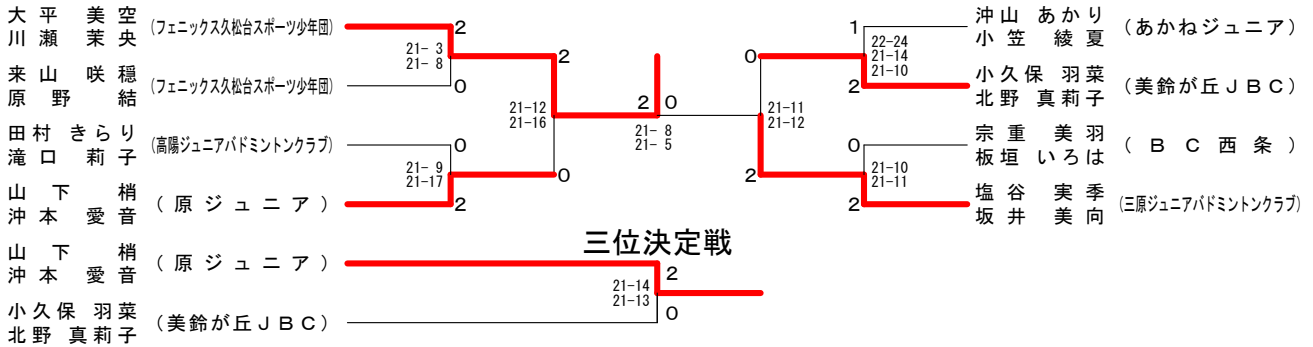 大平 美空
川瀬 茉央
(フェニックス久松台スポーツ少年団)
2
21- 3
21- 8
来山 咲穏
原野 結
(フェニックス久松台スポーツ少年団)
0
2
21-12
21-16
田村 きらり
滝口 莉子
(高陽ジュニアバドミントンクラブ)
0
21- 9
21-17
0
山下 梢
沖本 愛音
(原ジュニア)
2
2 0
21- 8
21- 5
1
沖山 あかり
小笠 綾夏
(あかねジュニア)
22-24
21-14
21-10
0
2
小久保 羽菜
北野 真莉子
(美鈴が丘JBC)
21-11
21-12
0
宗重 美羽
板垣 いろは
(BC西条)
21-10
21-11
2
2
塩谷 実季
坂井 美向
(三原ジュニアバドミントンクラブ)
三位決定戦
山下 梢
沖本 愛音
(原ジュニア)
2
21-14
21-13
小久保 羽菜
北野 真莉子
(美鈴が丘JBC)
0